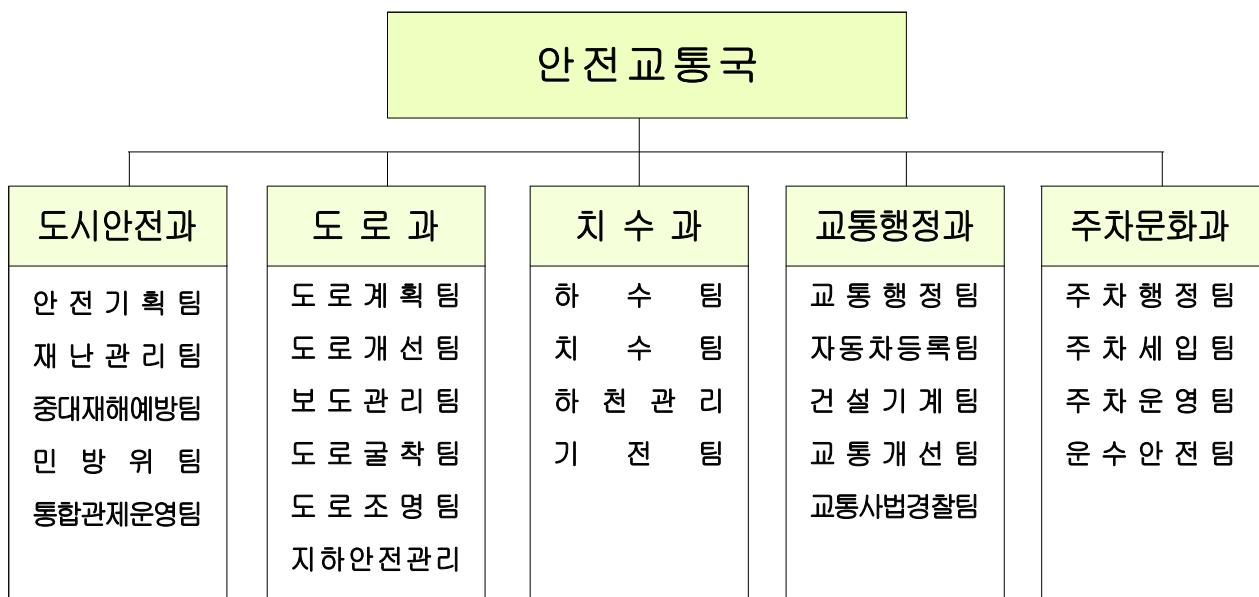 안전교통국
도시안전과
안전기획팀
재난관리팀
중대재해예방팀
민방위팀
통합관제운영팀
도로과
도로계획팀
도로개선팀
보도관리팀
도로굴착팀
도로조명팀
지하안전관리
치수과
하수팀
치수팀
하천관리
기전팀
교통행정과
교통행정팀
자동차등록팀
건설기계팀
교통개선팀
교통사법경찰팀
주차문화과
주차행정팀
주차세입팀
주차운영팀
운수안전팀